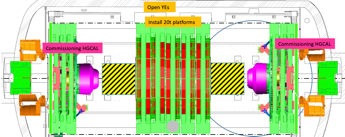 Open YEs
Install 20t platforms
Commissioning HGCAL
Commissioning HGCAL